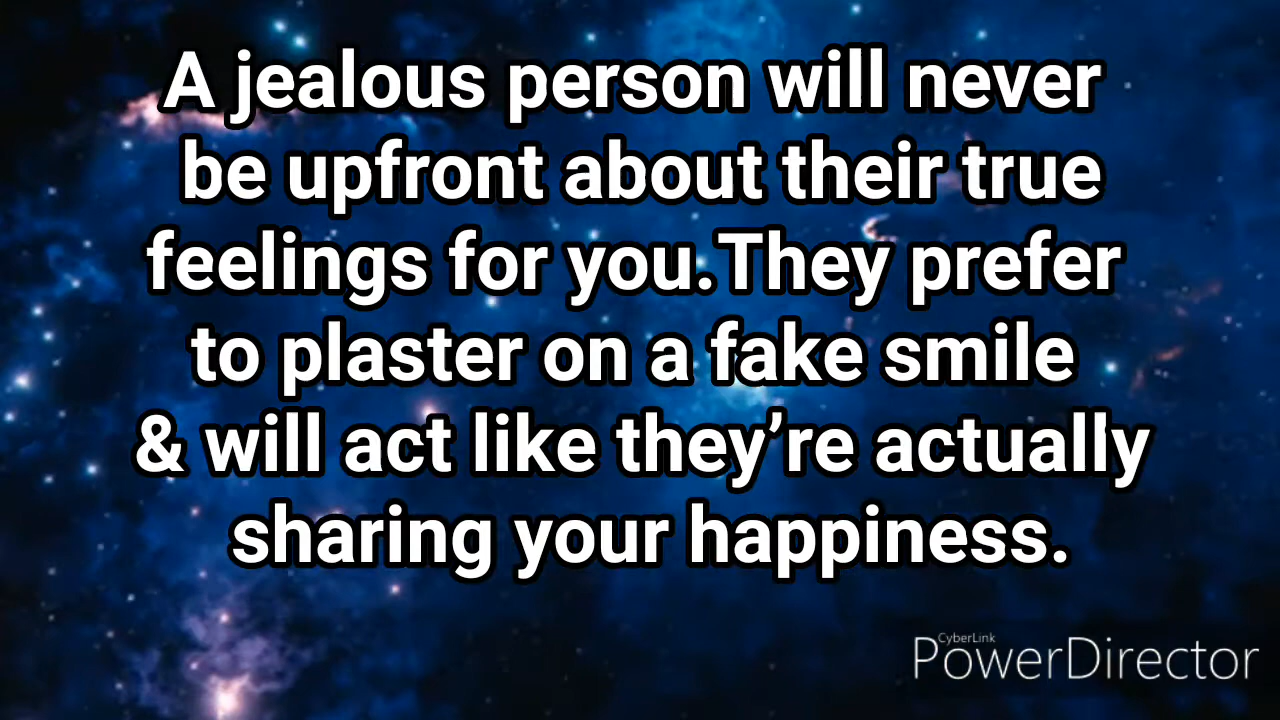 A jealous person will never
be upfront about their true
feelings for you.They prefer
to plaster on a fake smile
& will act like they’re actually
sharing your happiness.
CyberLink
PowerDirector